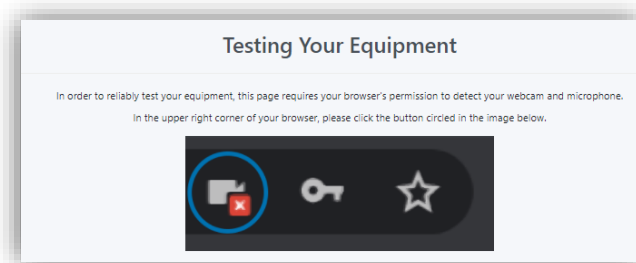 Testing Your Equipment
In order to reliably test your equipment, this page requires your browser's permission to detect your webcam and microphone.
In the upper right corner of your browser, please click the button circled in the image below.